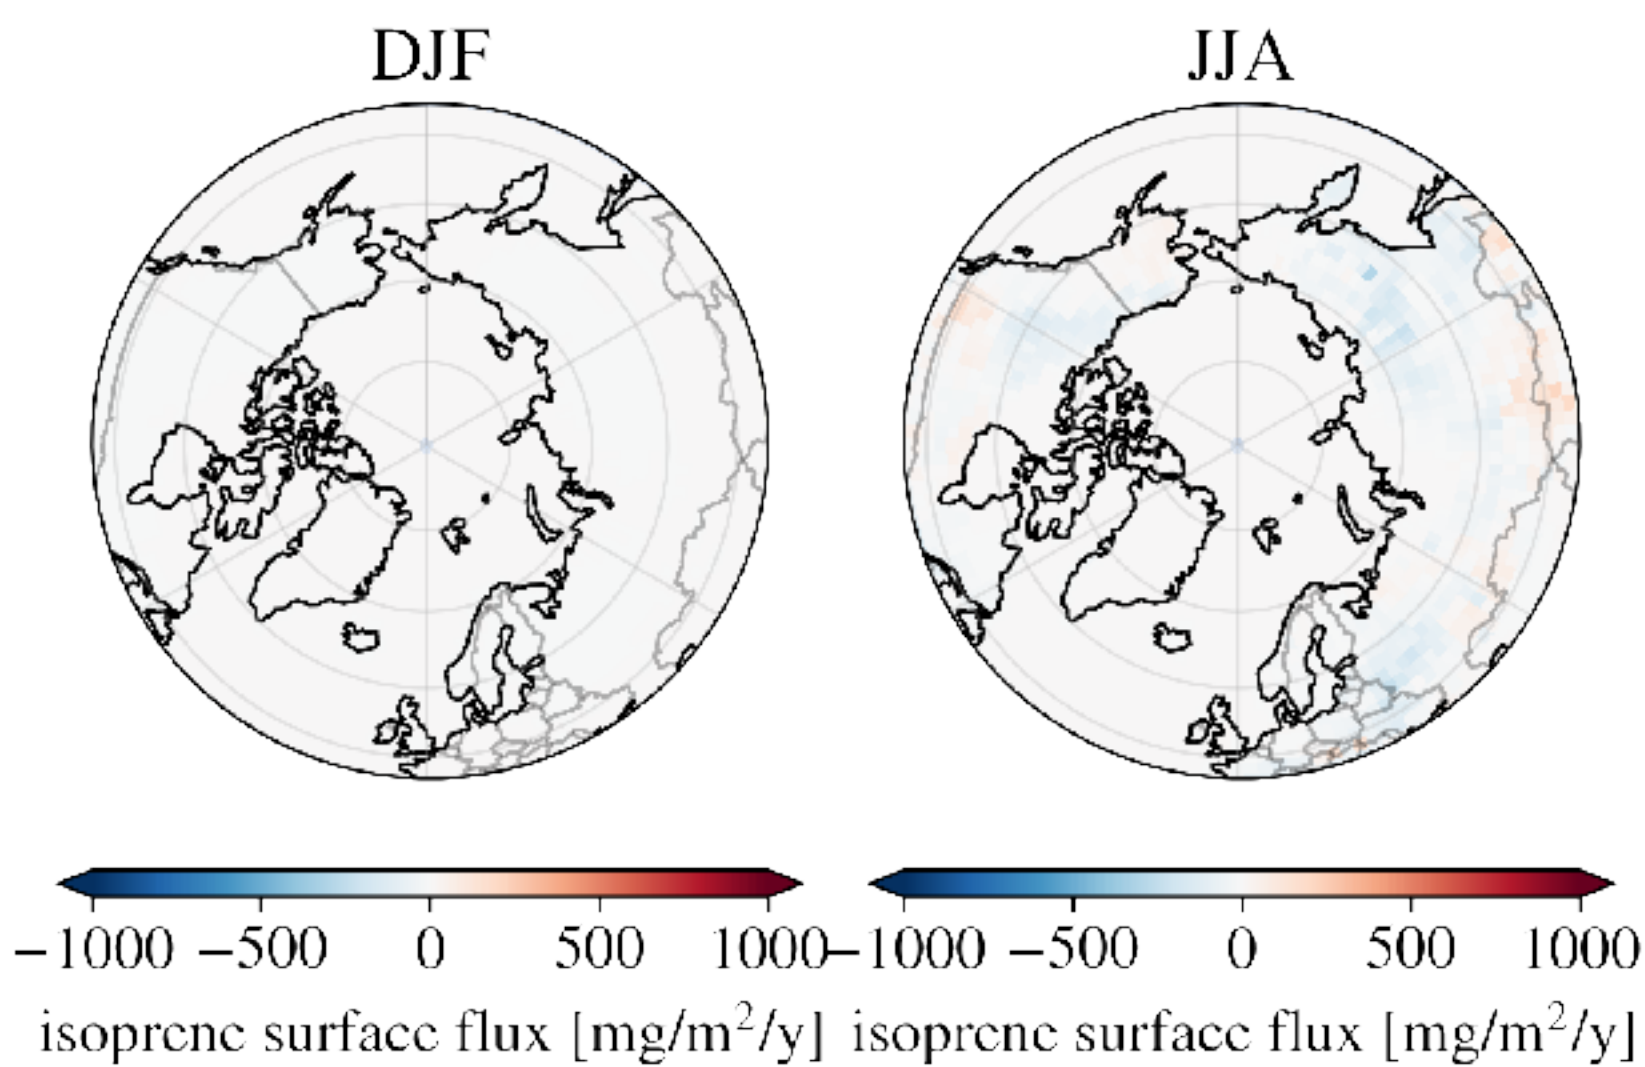 DJF JJA
−1000 −500 0 500 1000 −1000 −500 0 500 1000
isoprene surface flux [mg/m²/y] isoprene surface flux [mg/m²/y]